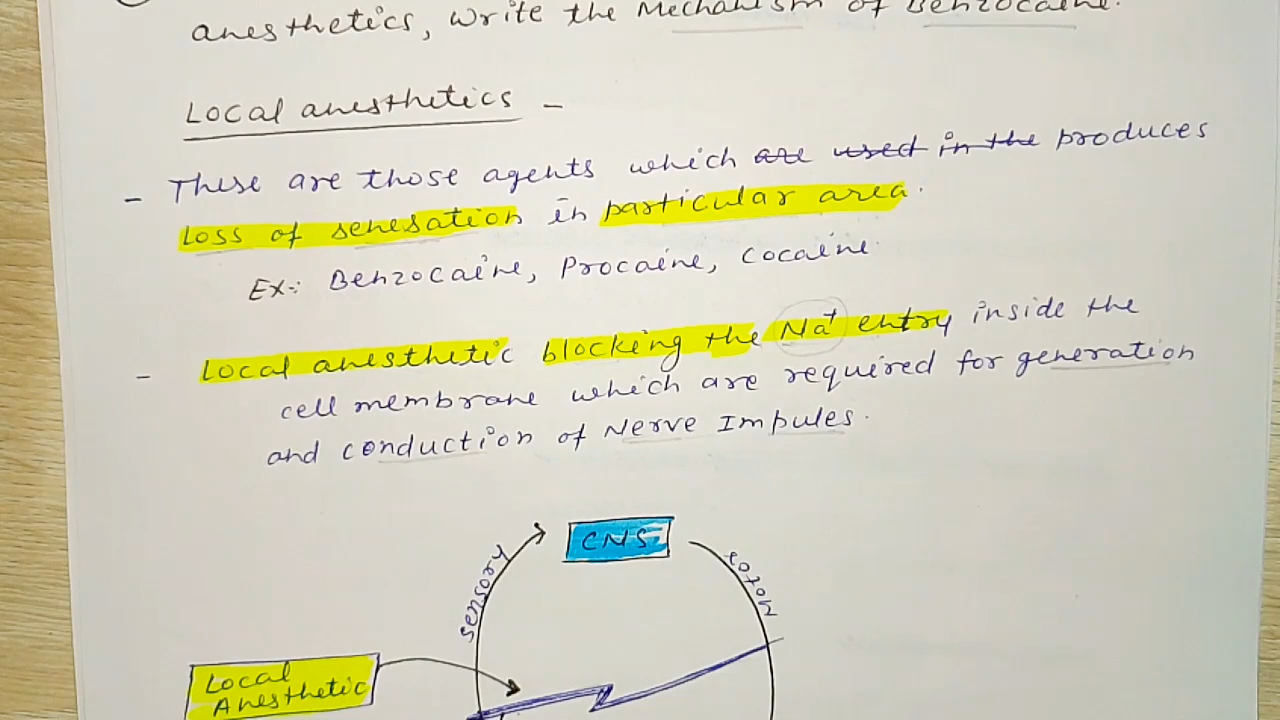 anesthetics, write the Mechanism of Benzocaine.
Local anesthetics -
- These are those agents which are used in the produces
Loss of senesation in particular area.
Ex:- Benzocaine, Procaine, Cocaine.
- Local anesthetic blocking the Na+ entry inside the
cell membrane which are required for generation
and conduction of Nerve Impules.
CNS
sensory
Motor
Local
Anesthetic